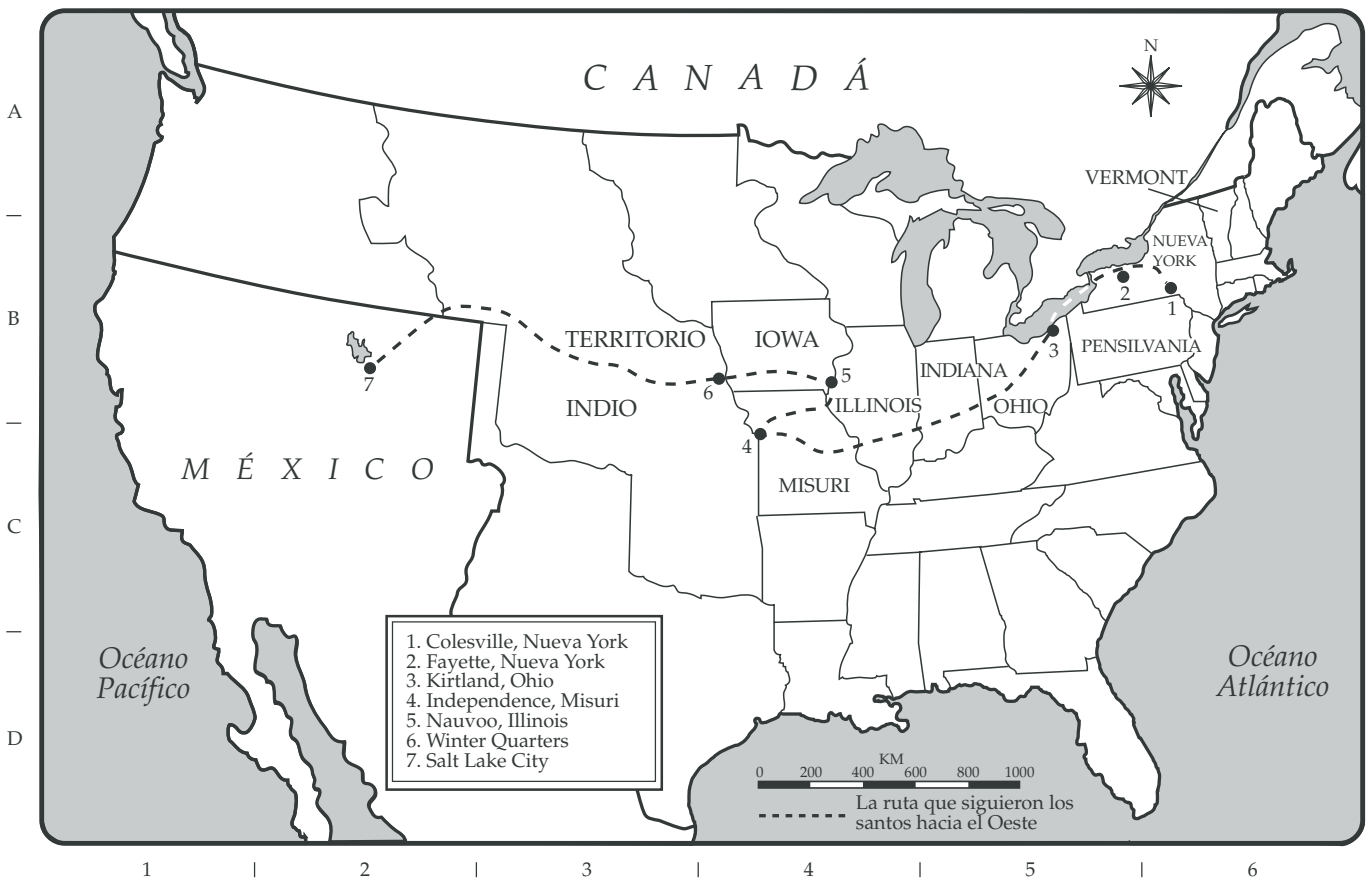 C A N A D Á
N
A
VERMONT
NUEVA
YORK
2
1
B
TERRITORIO
IOWA
3
PENSILVANIA
7
6
5
INDIANA
INDIO
ILLINOIS
OHIO
4
M É X I C O
MISURI
C
1. Colesville, Nueva York
2. Fayette, Nueva York
3. Kirtland, Ohio
4. Independence, Misuri
5. Nauvoo, Illinois
6. Winter Quarters
7. Salt Lake City
Océano
Pacífico
Océano
Atlántico
D
KM
0 200 400 600 800 1000
La ruta que siguieron los
santos hacia el Oeste
1 | 2 | 3 | 4 | 5 | 6